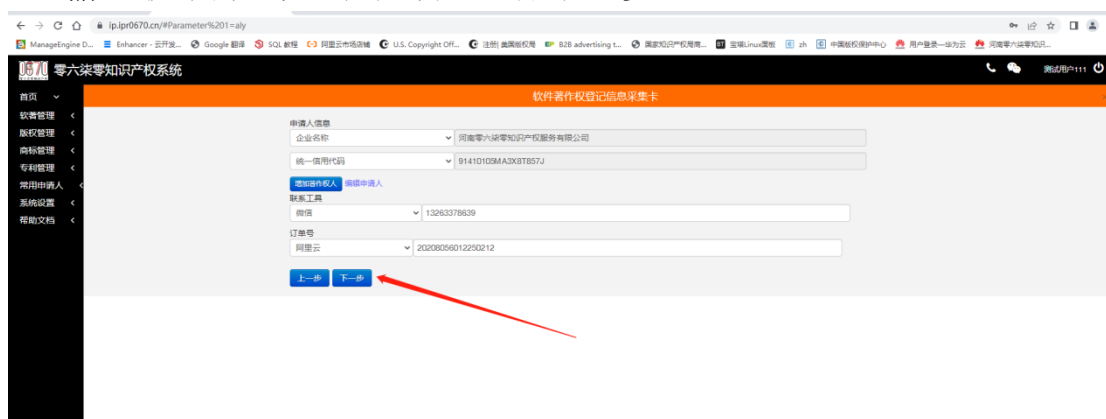 ip.ipr0670.cn/#Parameter%201=aly
ManageEngine D... Enhancer - 云开发... Google 翻译 SQL 教程 阿里云市场店铺 U.S. Copyright Off... 注册| 美国版权局 B2B advertising t... 国家知识产权局商... 宝塔Linux面板 zh 中国版权保护中心 用户登录—华为云 河南零六柒零知识...
0670 零六柒零知识产权系统 测试用户111
首页
软件著作权登记信息采集卡
软著管理
版权管理
商标管理
专利管理
常用申请人
系统设置
帮助文档
申请人信息
企业名称 河南零六柒零知识产权服务有限公司
统一信用代码 91410105MA3X8T857J
增加著作权人 编辑申请人
联系工具
微信 13263378639
订单号
阿里云 20208056012250212
上一步 下一步